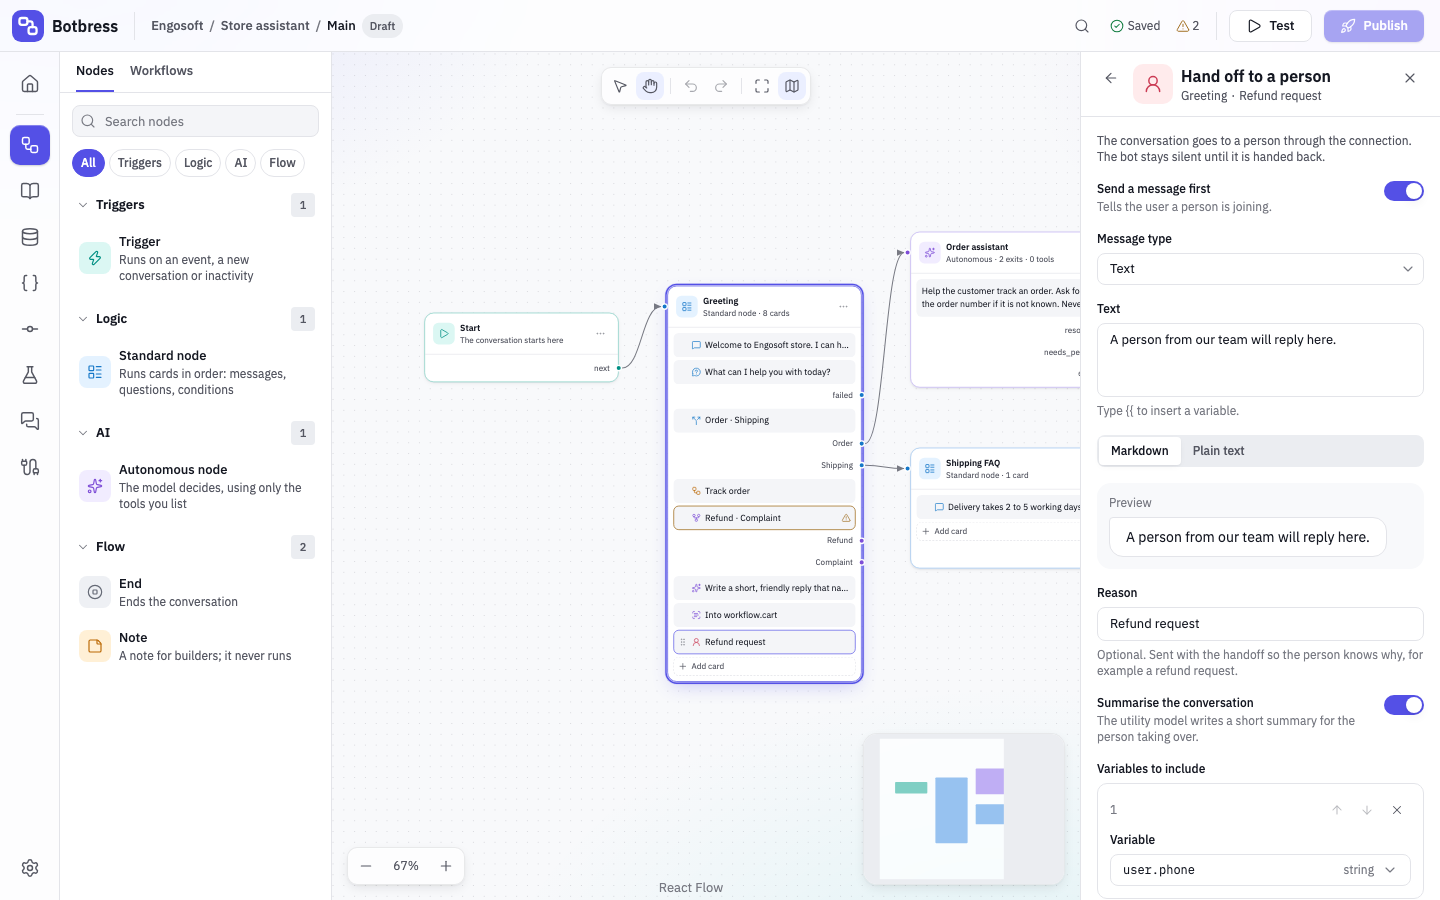 Botbress
Engosoft / Store assistant / Main Draft
Saved
2
Test
Publish
Nodes
Workflows
Search nodes
All
Triggers
Logic
AI
Flow
Triggers
1
Trigger
Runs on an event, a new
conversation or inactivity
Logic
1
Standard node
Runs cards in order: messages,
questions, conditions
AI
1
Autonomous node
The model decides, using only the
tools you list
Flow
2
End
Ends the conversation
Note
A note for builders; it never runs
Start
The conversation starts here
next
Greeting
Standard node · 8 cards
Welcome to Engosoft store. I can h...
What can I help you with today?
failed
Order · Shipping
Order
Shipping
Track order
Refund · Complaint
Refund
Complaint
Write a short, friendly reply that na...
Into workflow.cart
Refund request
Add card
Order assistant
Autonomous · 2 exits · 0 tools
Help the customer track an order. Ask fo
the order number if it is not known. Neve
reso
needs_pe
Shipping FAQ
Standard node · 1 card
Delivery takes 2 to 5 working days
Add card
67%
React Flow
Hand off to a person
Greeting · Refund request
The conversation goes to a person through the connection.
The bot stays silent until it is handed back.
Send a message first
Tells the user a person is joining.
Message type
Text
Text
A person from our team will reply here.
Type {{ to insert a variable.
Markdown
Plain text
Preview
A person from our team will reply here.
Reason
Refund request
Optional. Sent with the handoff so the person knows why, for
example a refund request.
Summarise the conversation
The utility model writes a short summary for the
person taking over.
Variables to include
1
Variable
user.phone
string